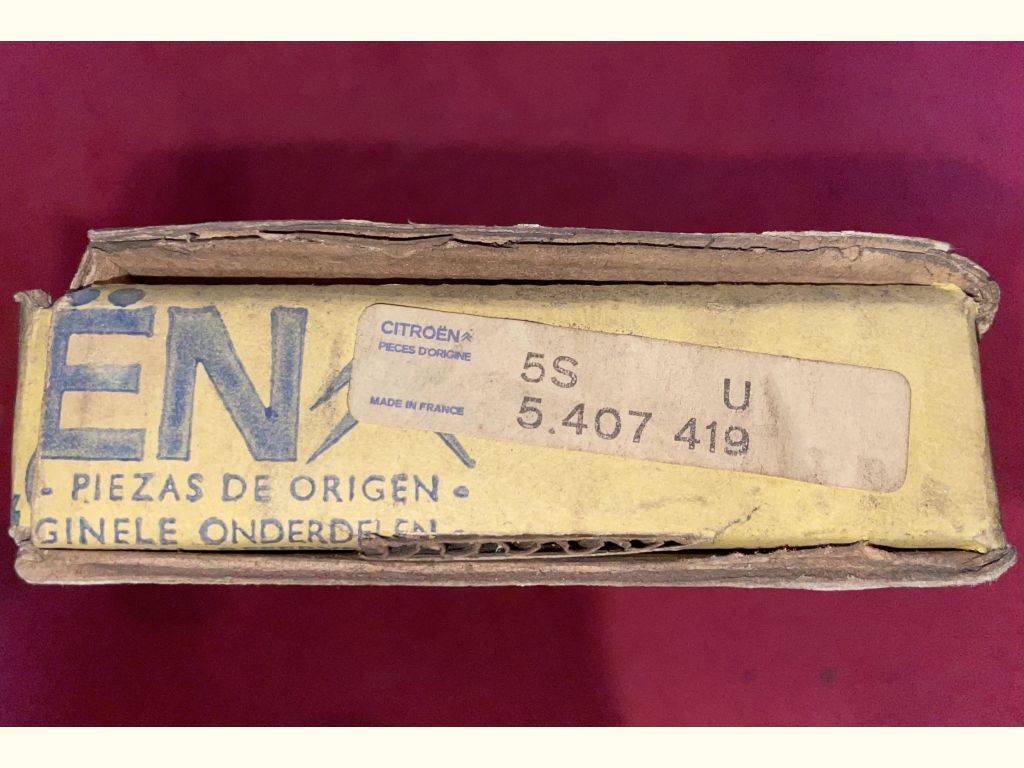 ËN
- PIEZAS DE ORIGEN -
GINELE ONDERDELEN -
CITROËN
PIECES D'ORIGINE
MADE IN FRANCE
5S U
5.407 419